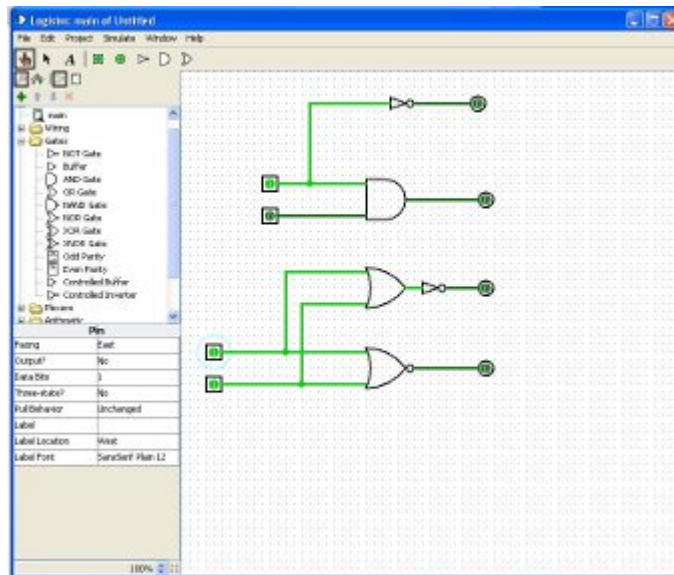 Logisim: main of Untitled
File Edit Project Simulate Window Help
A
main
Wiring
Gates
NOT Gate
Buffer
AND Gate
OR Gate
NAND Gate
NOR Gate
XOR Gate
XNOR Gate
Odd Parity
Even Parity
Controlled Buffer
Controlled Inverter
Plexers
Arithmetic
Pin
Facing East
Output? No
Data Bits 1
Three-state? No
Pull Behavior Unchanged
Label
Label Location West
Label Font SansSerif Plain 12
100%